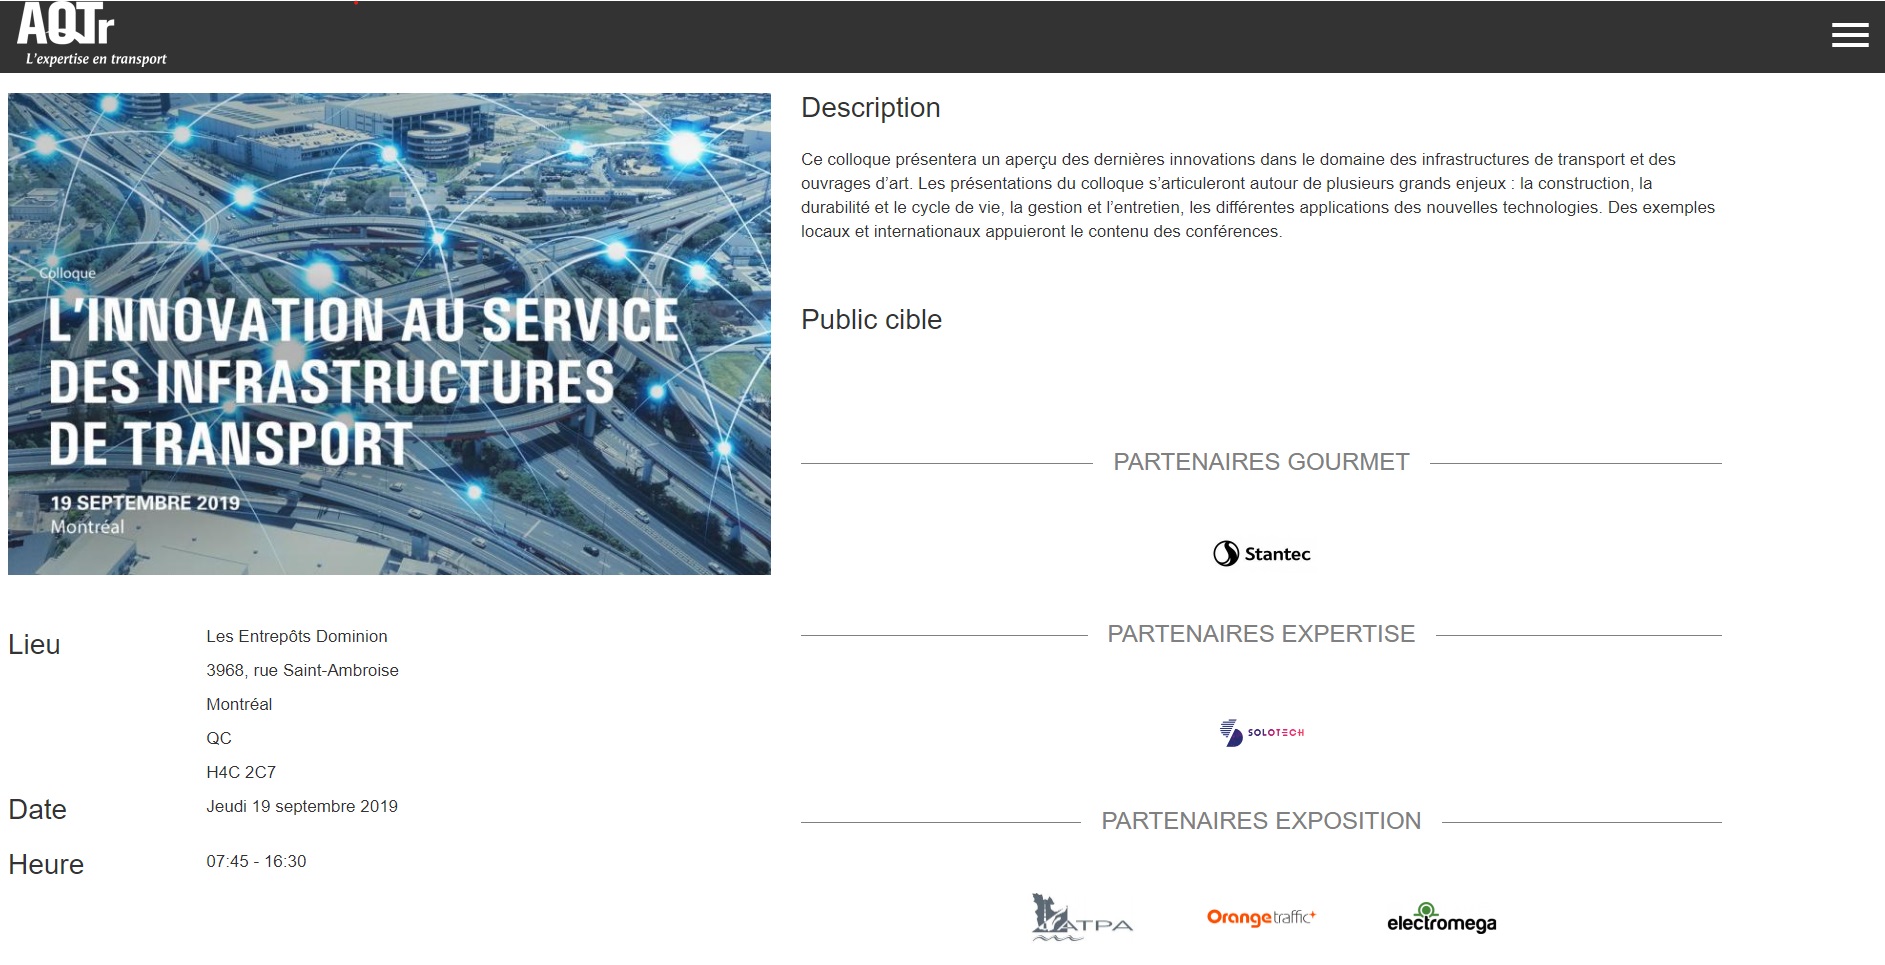 AQTr
L'expertise en transport
Colloque
L'INNOVATION AU SERVICE
DES INFRASTRUCTURES
DE TRANSPORT
19 SEPTEMBRE 2019
Montréal
Lieu
Les Entrepôts Dominion
3968, rue Saint-Ambroise
Montréal
QC
H4C 2C7
Date
Jeudi 19 septembre 2019
Heure
07:45 - 16:30
Description
Ce colloque présentera un aperçu des dernières innovations dans le domaine des infrastructures de transport et des
ouvrages d’art. Les présentations du colloque s’articuleront autour de plusieurs grands enjeux : la construction, la
durabilité et le cycle de vie, la gestion et l’entretien, les différentes applications des nouvelles technologies. Des exemples
locaux et internationaux appuieront le contenu des conférences.
Public cible
PARTENAIRES GOURMET
Stantec
PARTENAIRES EXPERTISE
SOLOTECH
PARTENAIRES EXPOSITION
ATPA
Orangetraffic+
electromega